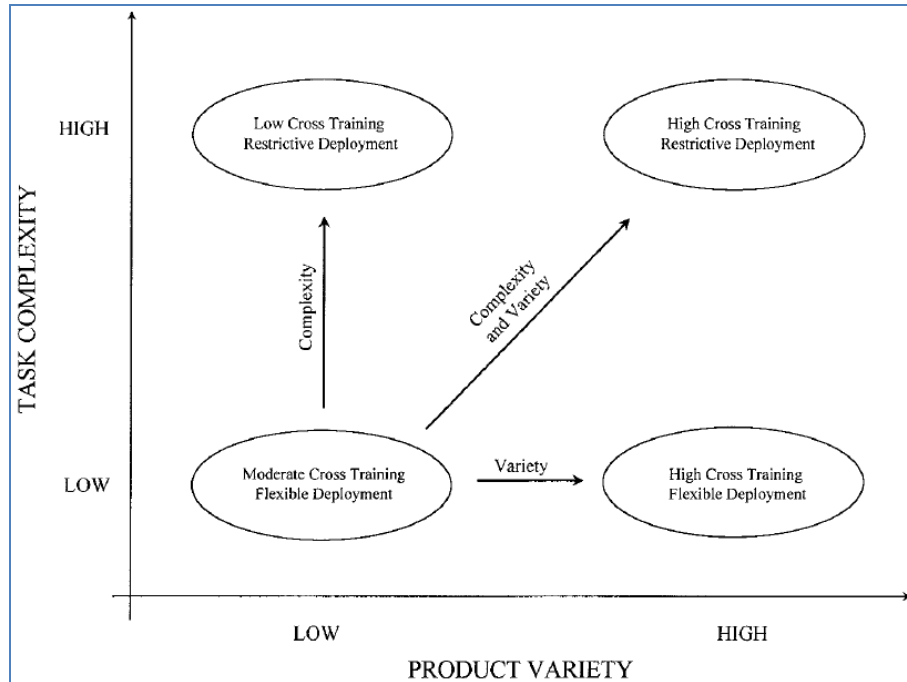 HIGH
Low Cross Training
Restrictive Deployment
High Cross Training
Restrictive Deployment
TASK COMPLEXITY
Complexity
Complexity
and Variety
LOW
Moderate Cross Training
Flexible Deployment
Variety
High Cross Training
Flexible Deployment
LOW
HIGH
PRODUCT VARIETY